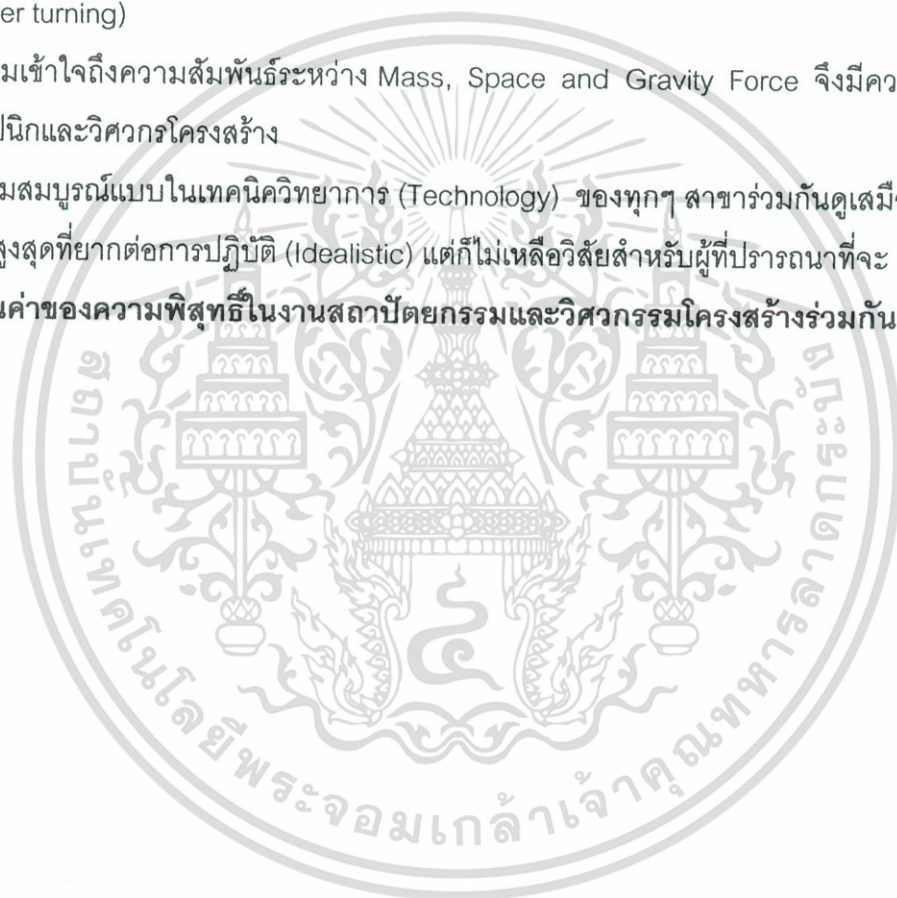 er turning)
มเข้าใจถึงความสัมพันธ์ระหว่าง Mass, Space and Gravity Force จึงมีคว
ปนิกและวิศวกรโครงสร้าง
มสมบูรณ์แบบในเทคนิควิทยาการ (Technology) ของทุกๆ สาขาร่วมกันดูเสมือ
สูงสุดที่ยากต่อการปฏิบัติ (Idealistic) แต่ก็ไม่เหลือวิสัยสำหรับผู้ที่ปรารถนาที่จะ
นค่าของความพิสุทธิ์ในงานสถาปัตยกรรมและวิศวกรรมโครงสร้างร่วมกัน
สถาบันเทคโนโลยีพระจอมเกล้าเจ้าคุณทหารลาดกระบัง